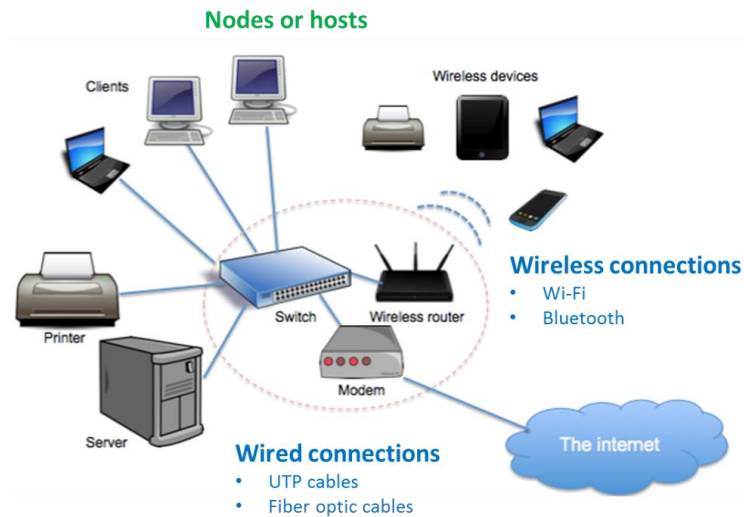 Nodes or hosts
Clients
Wireless devices
Wireless connections
• Wi-Fi
• Bluetooth
Switch
Wireless router
Printer
Modem
Server
The internet
Wired connections
• UTP cables
• Fiber optic cables